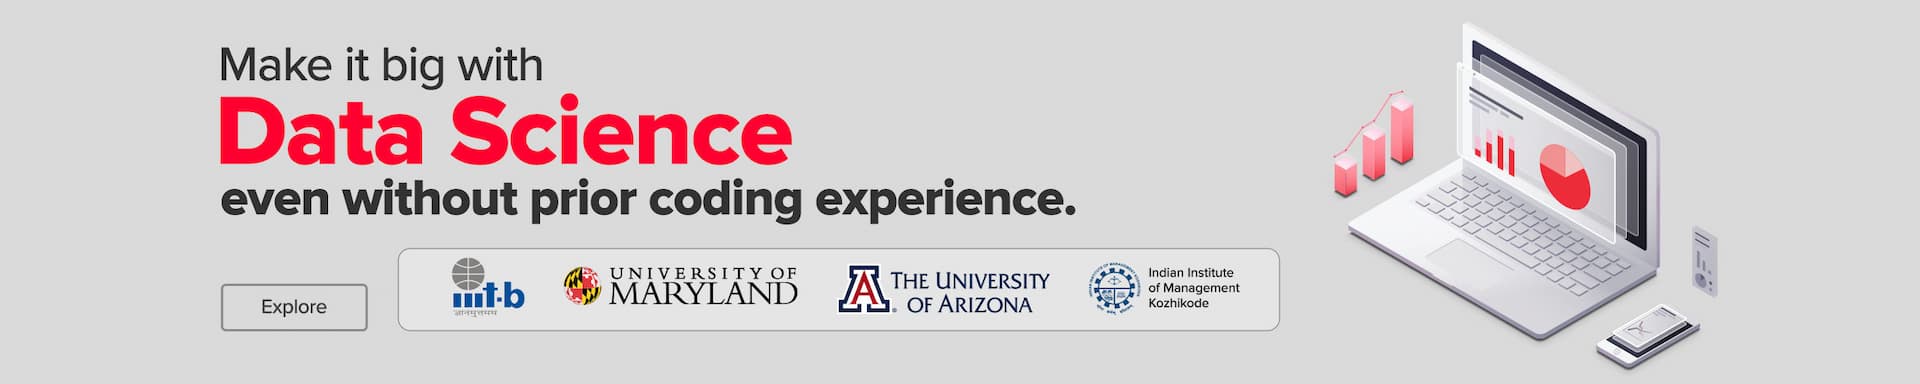 Make it big with
Data Science
even without prior coding experience.
Explore
iiit-b
ज्ञानमुत्तमम
UNIVERSITY OF
MARYLAND
A
THE UNIVERSITY
OF ARIZONA
Indian Institute
of Management
Kozhikode